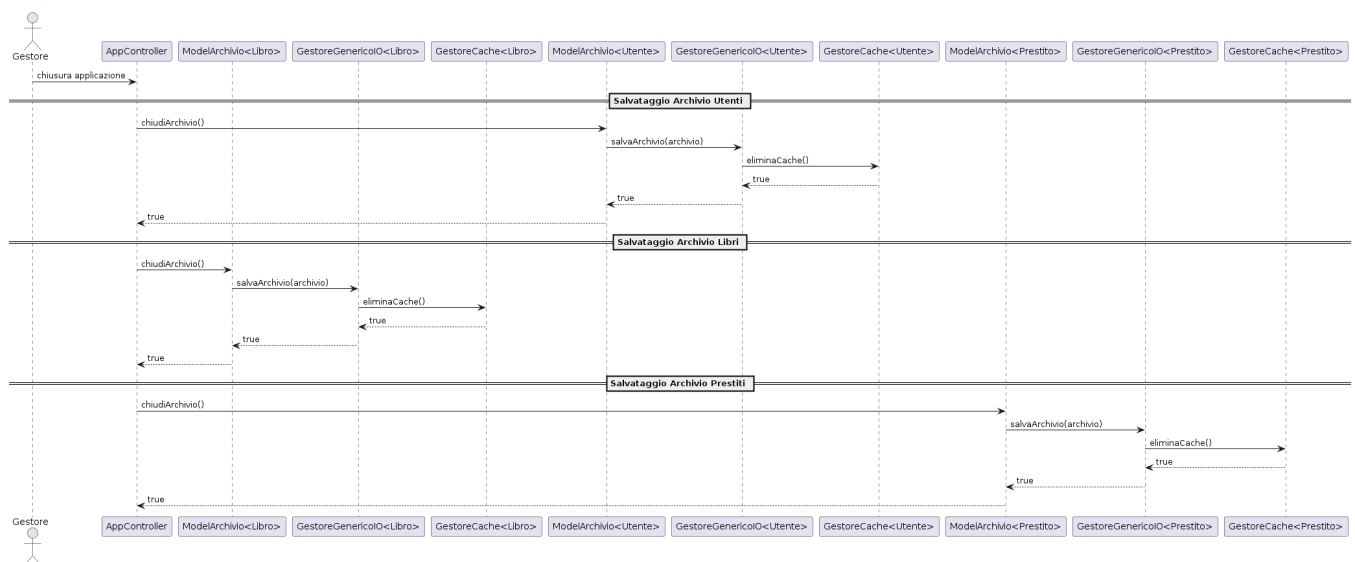 Gestore
AppController
ModelArchivio<Libro>
GestoreGenericoIO<Libro>
GestoreCache<Libro>
ModelArchivio<Utente>
GestoreGenericoIO<Utente>
GestoreCache<Utente>
ModelArchivio<Prestito>
GestoreGenericoIO<Prestito>
GestoreCache<Prestito>
chiusura applicazione
Salvataggio Archivio Utenti
chiudiArchivio()
salvaArchivio(archivio)
eliminaCache()
true
true
true
Salvataggio Archivio Libri
chiudiArchivio()
salvaArchivio(archivio)
eliminaCache()
true
true
true
Salvataggio Archivio Prestiti
chiudiArchivio()
salvaArchivio(archivio)
eliminaCache()
true
true
true
Gestore
AppController
ModelArchivio<Libro>
GestoreGenericoIO<Libro>
GestoreCache<Libro>
ModelArchivio<Utente>
GestoreGenericoIO<Utente>
GestoreCache<Utente>
ModelArchivio<Prestito>
GestoreGenericoIO<Prestito>
GestoreCache<Prestito>